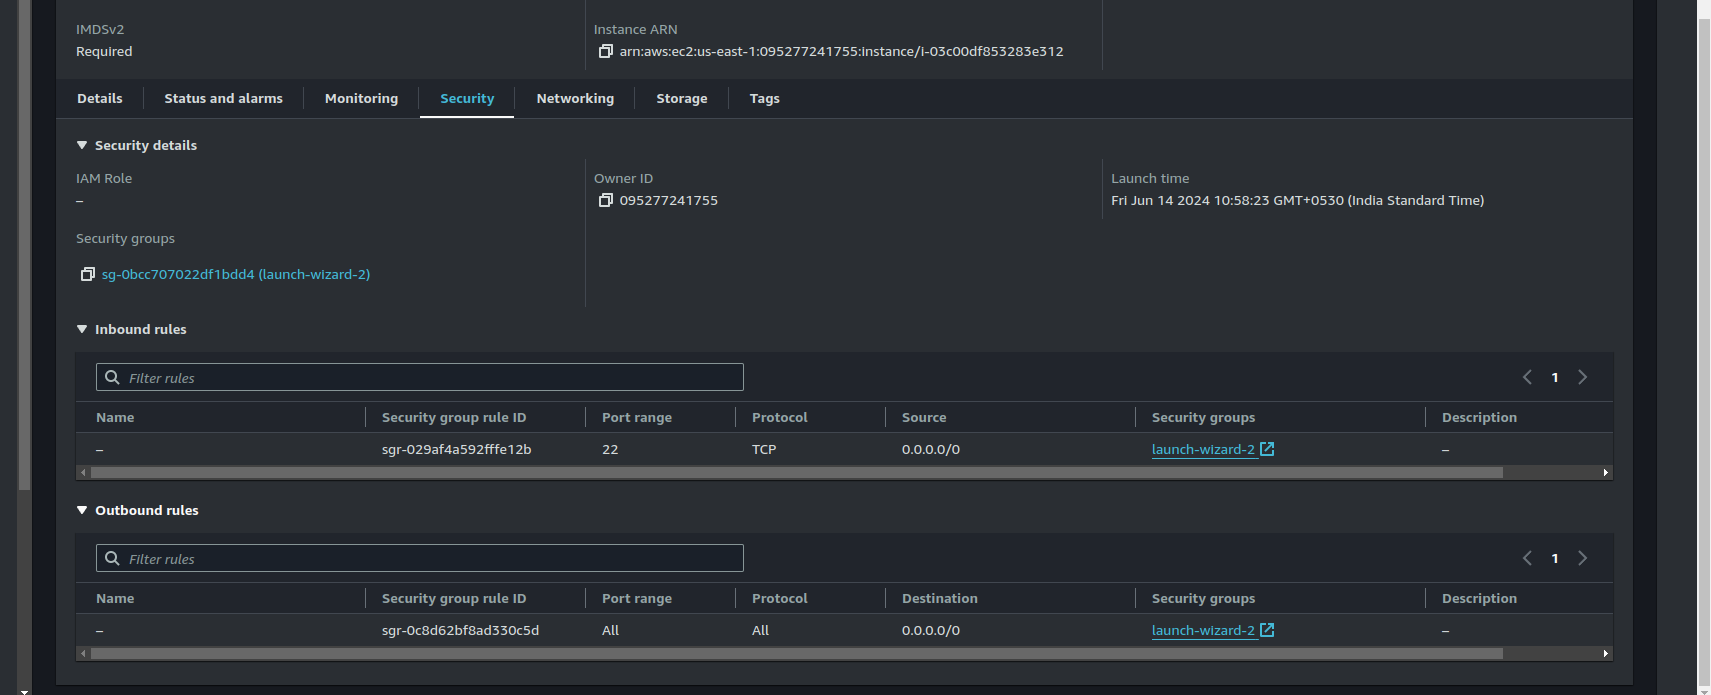 IMDSv2
Required
Instance ARN
arn:aws:ec2:us-east-1:095277241755:instance/i-03c00df853283e312
Details Status and alarms Monitoring Security Networking Storage Tags
Security details
IAM Role
–
Owner ID
095277241755
Launch time
Fri Jun 14 2024 10:58:23 GMT+0530 (India Standard Time)
Security groups
sg-0bcc707022df1bdd4 (launch-wizard-2)
Inbound rules
Filter rules
1
Name Security group rule ID Port range Protocol Source Security groups Description
– sgr-029af4a592fffe12b 22 TCP 0.0.0.0/0 launch-wizard-2 –
Outbound rules
Filter rules
1
Name Security group rule ID Port range Protocol Destination Security groups Description
– sgr-0c8d62bf8ad330c5d All All 0.0.0.0/0 launch-wizard-2 –